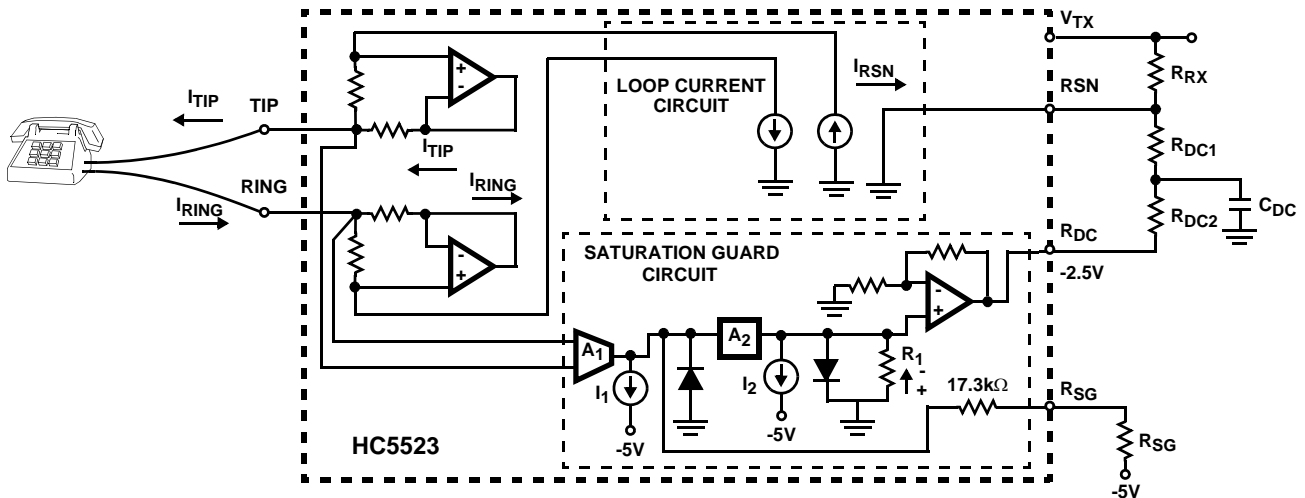 V_TX
R_RX
I_RSN
RSN
LOOP CURRENT
CIRCUIT
I_TIP
TIP
+
-
I_TIP
R_DC1
C_DC
R_DC2
RING
I_RING
I_RING
-
+
R_DC
-2.5V
SATURATION GUARD
CIRCUIT
-
+
A_1
A_2
I_1
I_2
R_1
-
+
17.3kΩ
R_SG
-5V
-5V
HC5523
R_SG
-5V